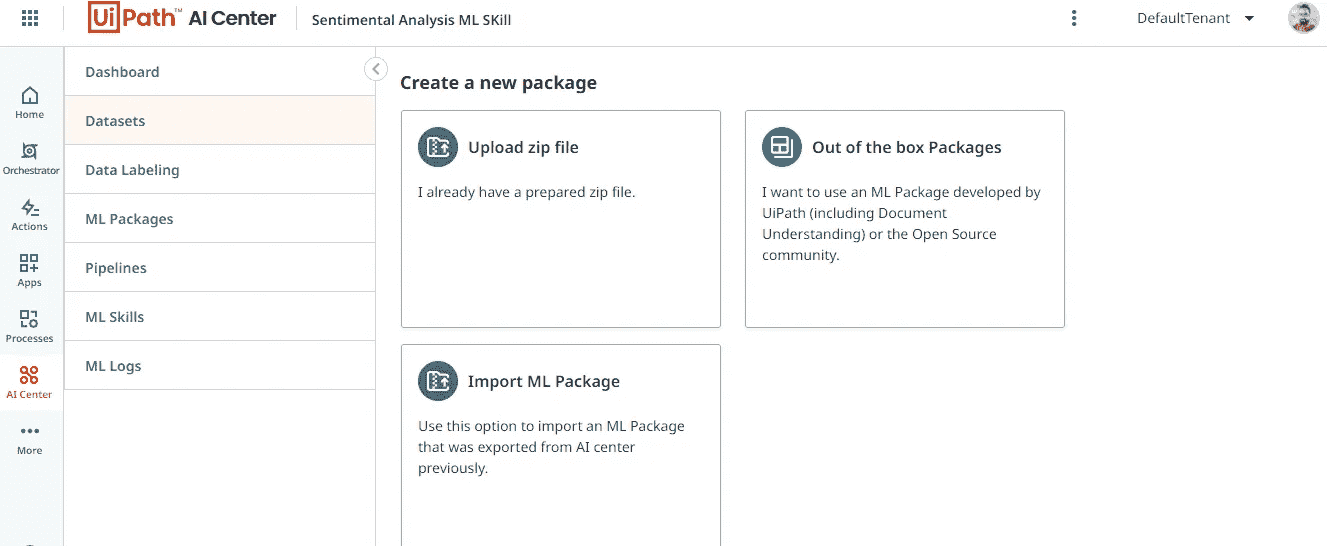 UiPath™ AI Center
Sentimental Analysis ML SKill
DefaultTenant
Home
Orchestrator
Actions
Apps
Processes
AI Center
More
Dashboard
Datasets
Data Labeling
ML Packages
Pipelines
ML Skills
ML Logs
Create a new package
Upload zip file
I already have a prepared zip file.
Out of the box Packages
I want to use an ML Package developed by
UiPath (including Document
Understanding) or the Open Source
community.
Import ML Package
Use this option to import an ML Package
that was exported from AI center
previously.